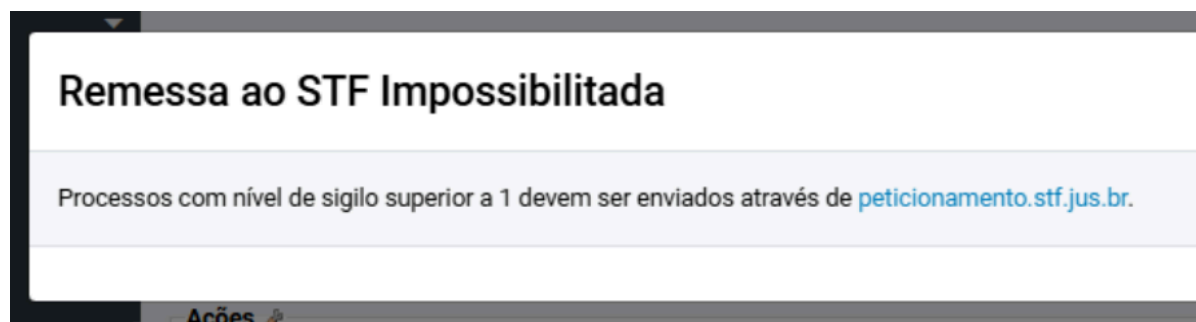 Remessa ao STF Impossibilitada
Processos com nível de sigilo superior a 1 devem ser enviados através de peticionamento.stf.jus.br.
Ações